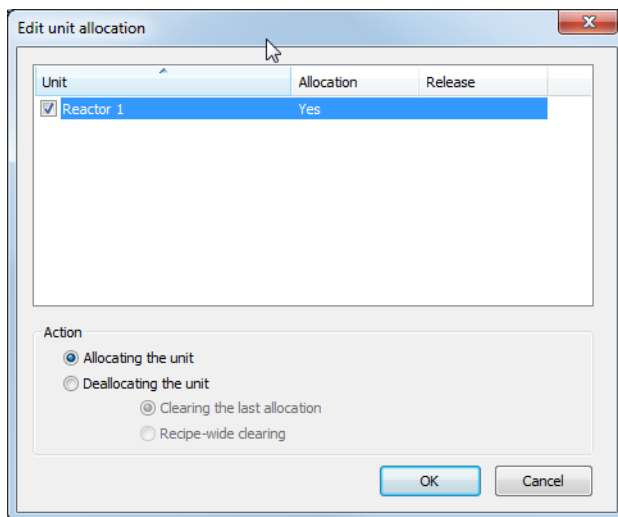 Edit unit allocation
Unit Allocation Release
Reactor 1 Yes
Action
Allocating the unit
Deallocating the unit
Clearing the last allocation
Recipe-wide clearing
OK Cancel